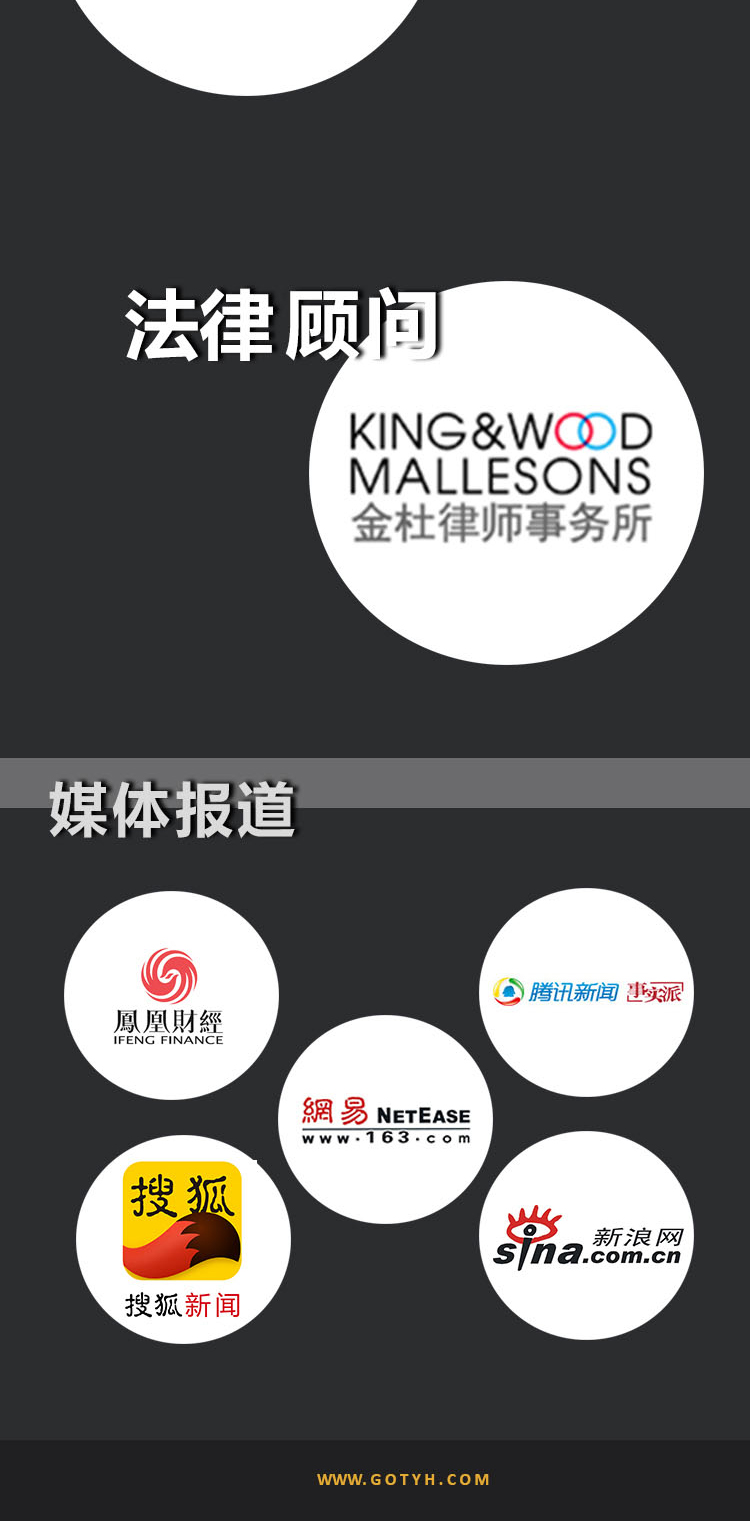 法律顾问
KING&WOOD
MALLESONS
金杜律师事务所
媒体报道
鳳凰財經
IFENG FINANCE
腾讯新闻 事实派
網易 NETEASE
www.163.com
搜狐
搜狐新闻
sina 新浪网
.com.cn
WWW.GOTYH.COM